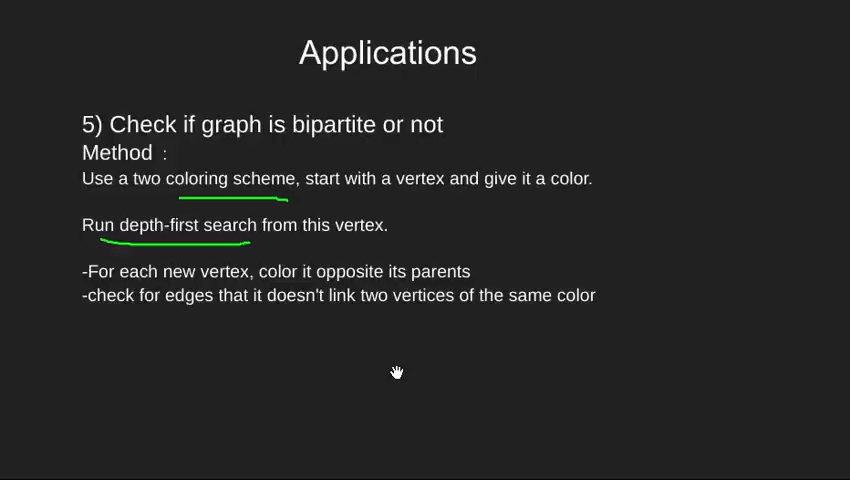 Applications
5) Check if graph is bipartite or not
Method :
Use a two coloring scheme, start with a vertex and give it a color.
Run depth-first search from this vertex.
-For each new vertex, color it opposite its parents
-check for edges that it doesn't link two vertices of the same color